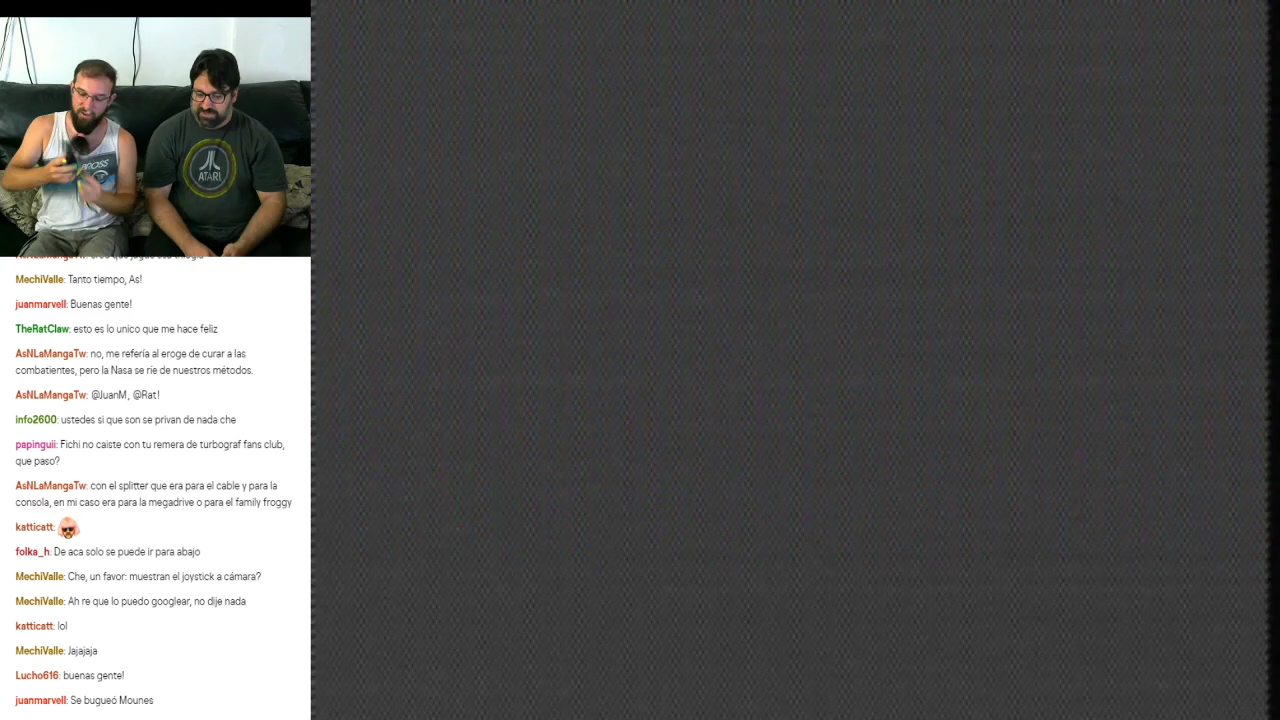 ROSS
ATARI
MechiValle: Tanto tiempo, As!
juanmarvell: Buenas gente!
TheRatClaw: esto es lo unico que me hace feliz
AsNLaMangaTw: no, me refería al eroge de curar a las
combatientes, pero la Nasa se rie de nuestros métodos.
AsNLaMangaTw: @JuanM, @Rat!
info2600: ustedes si que son se privan de nada che
papinguii: Fichi no caiste con tu remera de turbograf fans club,
que paso?
AsNLaMangaTw: con el splitter que era para el cable y para la
consola, en mi caso era para la megadrive o para el family froggy
katticatt:
folka_h: De aca solo se puede ir para abajo
MechiValle: Che, un favor: muestran el joystick a cámara?
MechiValle: Ah re que lo puedo googlear, no dije nada
katticatt: lol
MechiValle: Jajajaja
Lucho616: buenas gente!
juanmarvell: Se bugueó Mounes